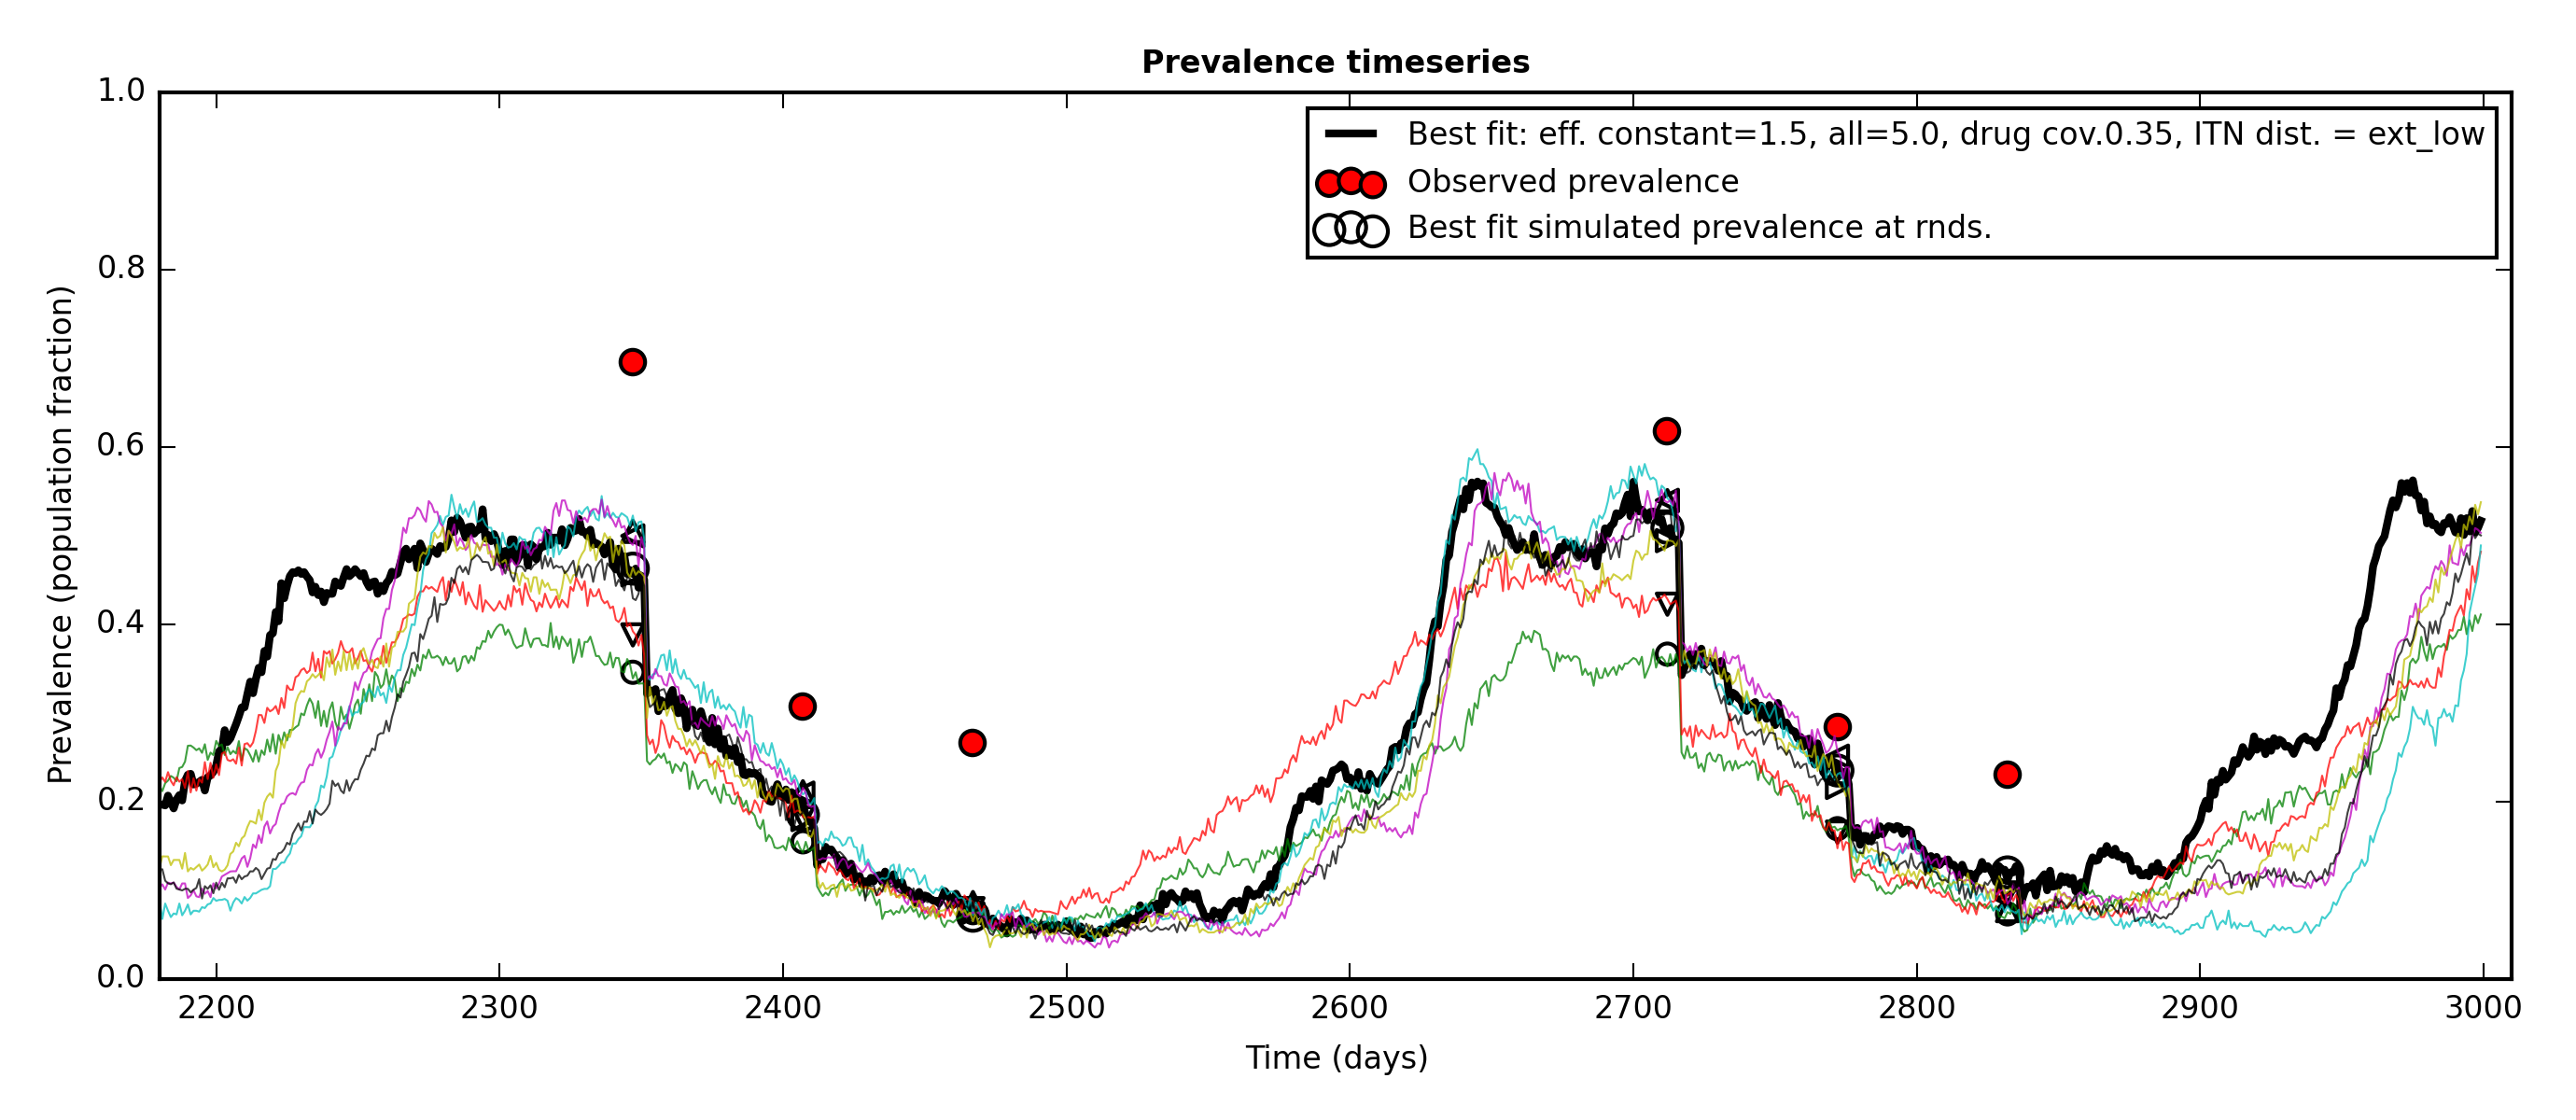 Prevalence timeseries
1.0
0.8
0.6
0.4
0.2
0.0
Prevalence (population fraction)
Best fit: eff. constant=1.5, all=5.0, drug cov.0.35, ITN dist. = ext_low
Observed prevalence
Best fit simulated prevalence at rnds.
2200 2300 2400 2500 2600 2700 2800 2900 3000
Time (days)